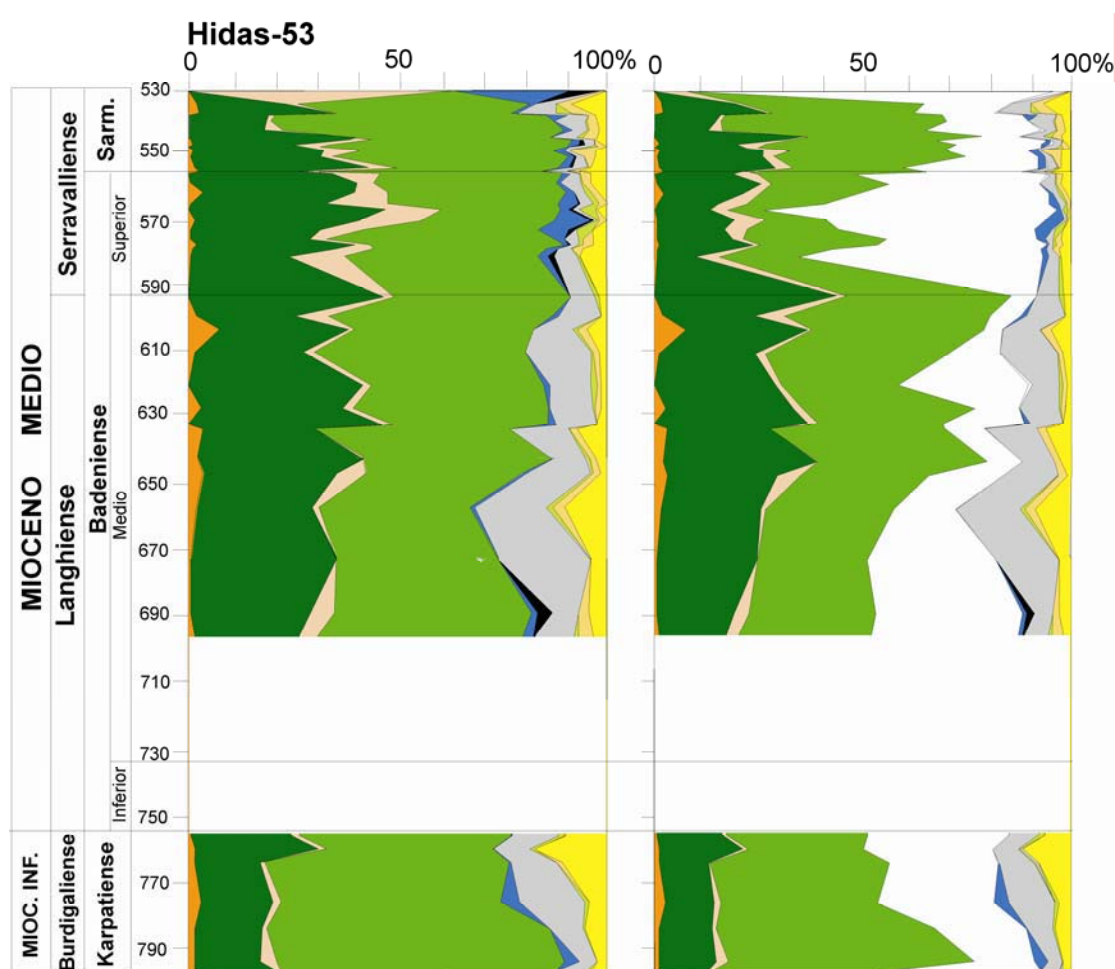 Hidas-53
0 50 100%
0 50 100%
530
550
570
590
610
630
650
670
690
710
730
750
770
790
MIOCENO MEDIO
MIOC. INF.
Serravalliense
Langhiense
Burdigaliense
Sarm.
Badeniense
Karpatiense
Superior
Medio
Inferior